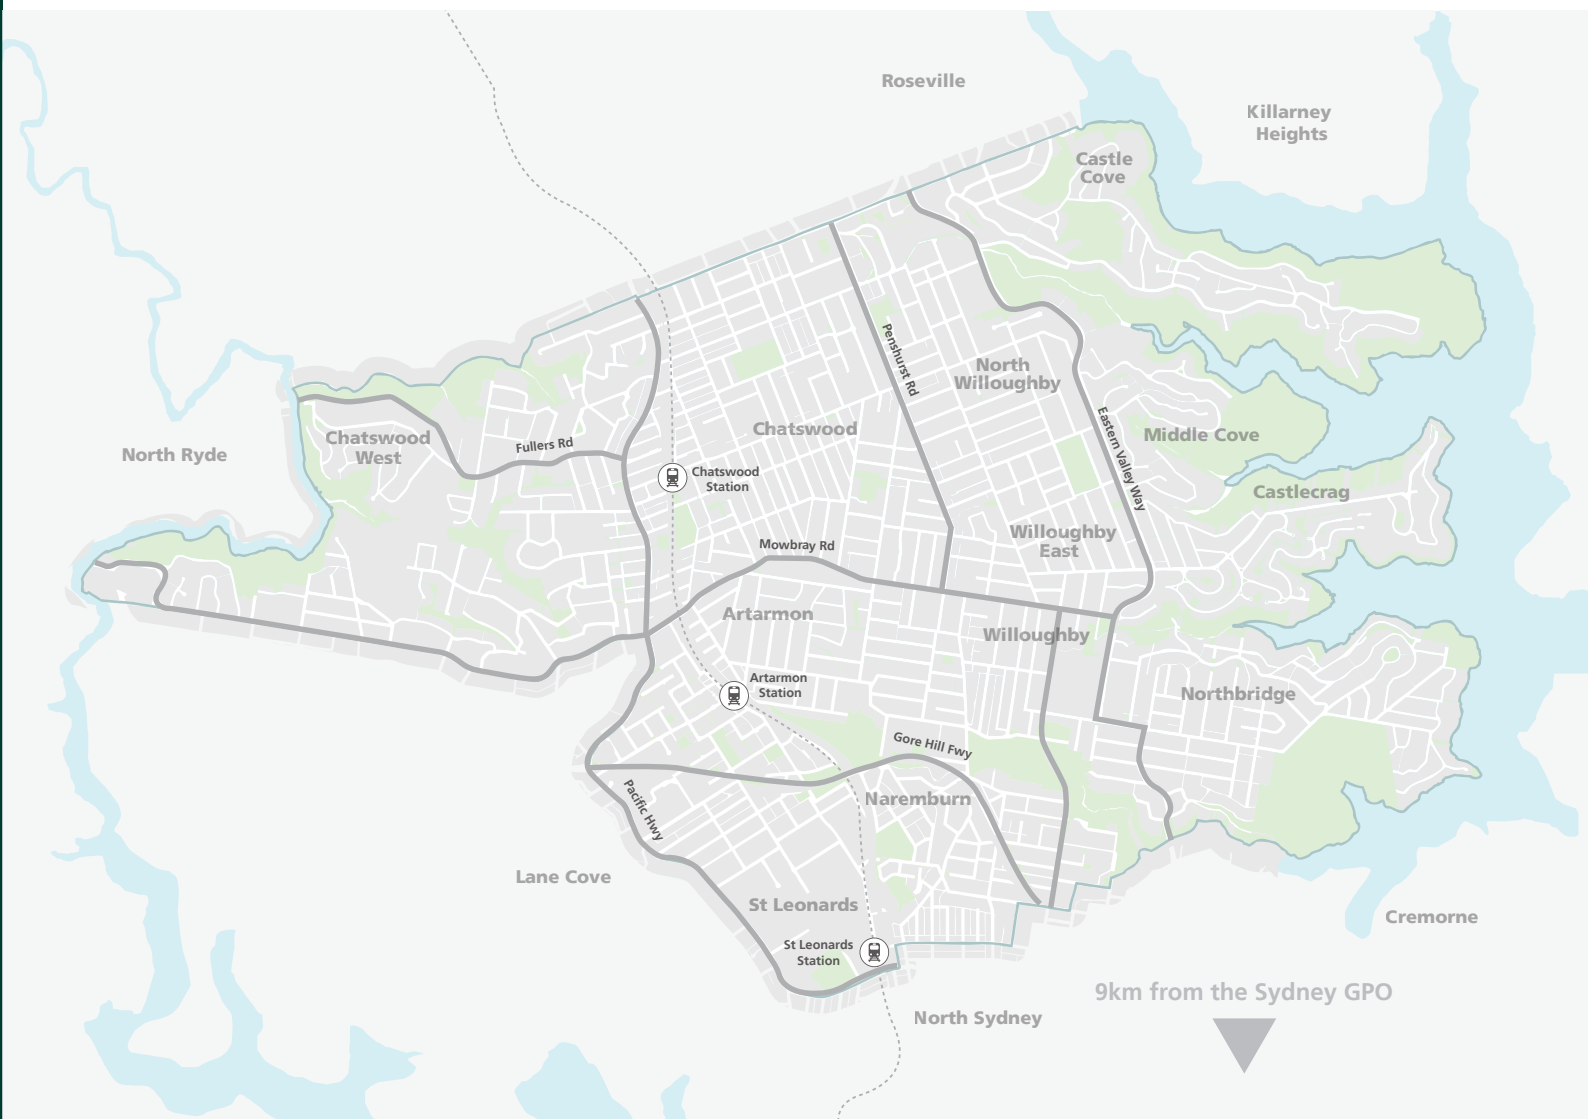 Roseville
Killarney
Heights
Castle
Cove
Penshurst Rd
North
Willoughby
Chatswood
Eastern Valley Way
Middle Cove
Chatswood
West
Fullers Rd
North Ryde
Chatswood
Station
Castlecrag
Willoughby
East
Mowbray Rd
Artarmon
Willoughby
Artarmon
Station
Northbridge
Gore Hill Fwy
Pacific Hwy
Naremburn
Lane Cove
St Leonards
Cremorne
St Leonards
Station
9km from the Sydney GPO
North Sydney